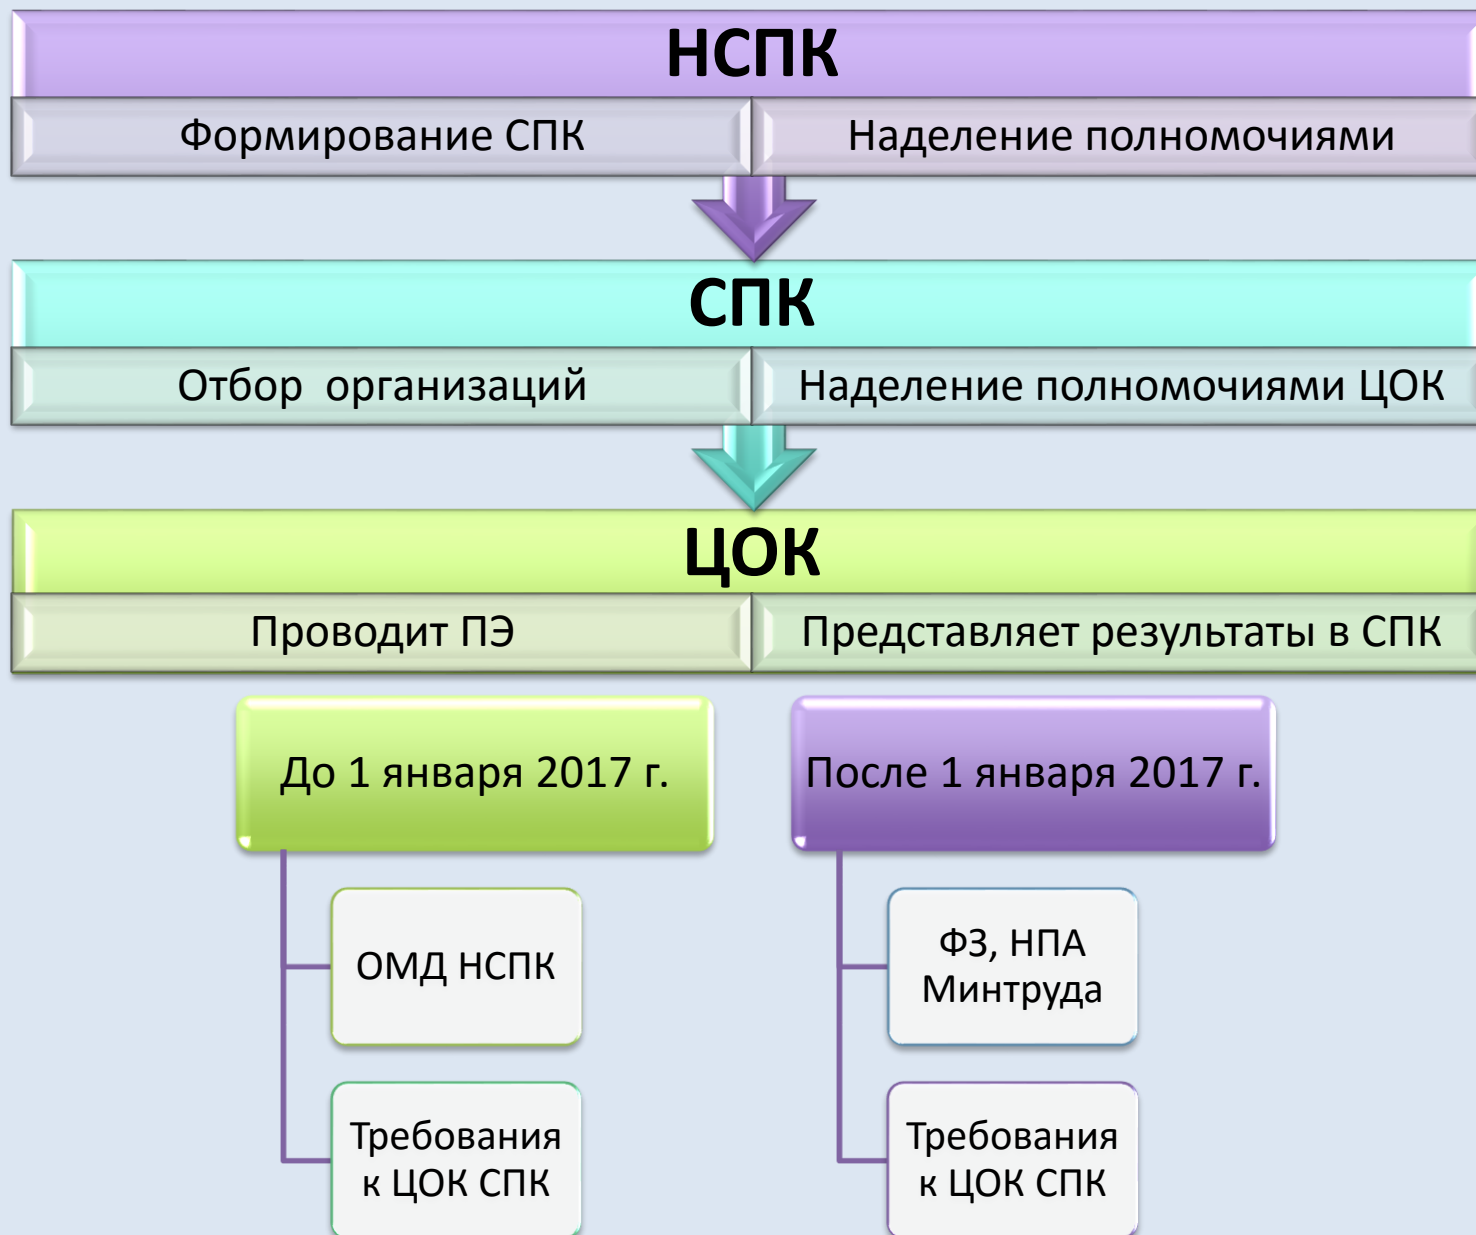 НСПК
Формирование СПК
Наделение полномочиями
СПК
Отбор организаций
Наделение полномочиями ЦОК
ЦОК
Проводит ПЭ
Представляет результаты в СПК
До 1 января 2017 г.
После 1 января 2017 г.
ОМД НСПК
ФЗ, НПА
Минтруда
Требования
к ЦОК СПК
Требования
к ЦОК СПК